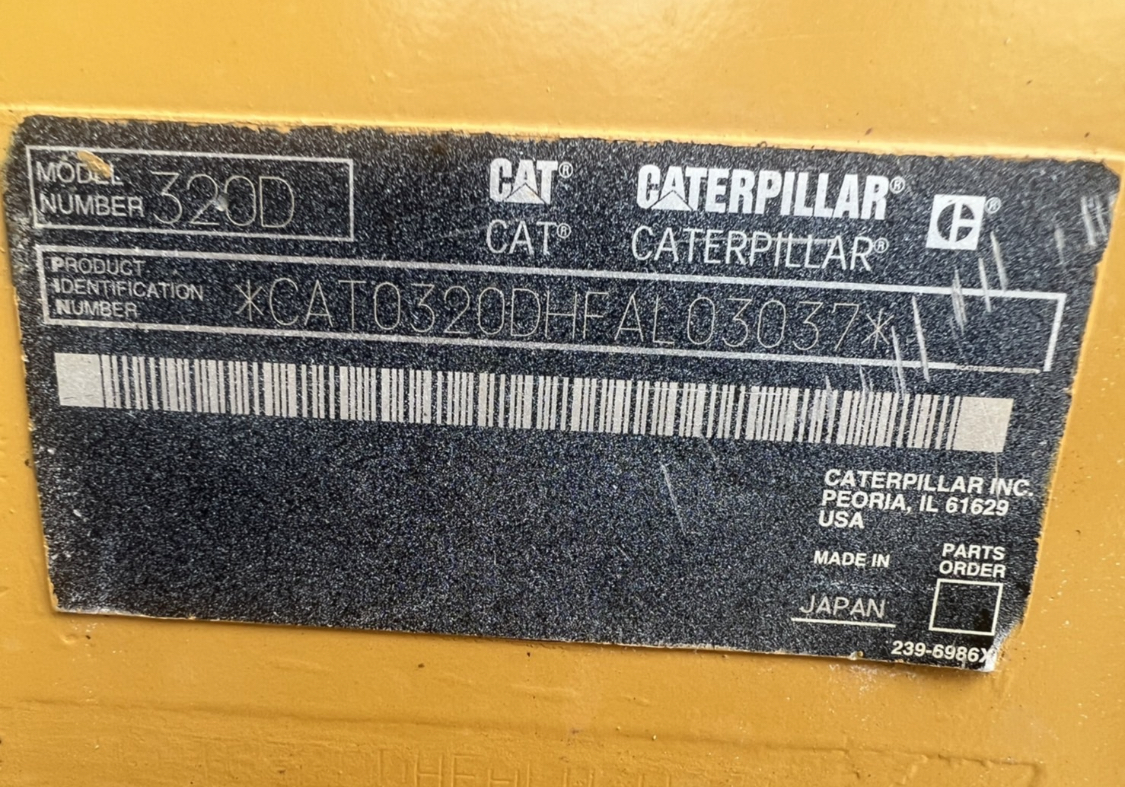 MODEL
NUMBER 320D
CAT® CATERPILLAR® ®
CAT® CATERPILLAR®
PRODUCT
IDENTIFICATION
NUMBER *CAT0320DHFAL03037*
CATERPILLAR INC.
PEORIA, IL 61629
USA
MADE IN
JAPAN
PARTS
ORDER
239-6986X